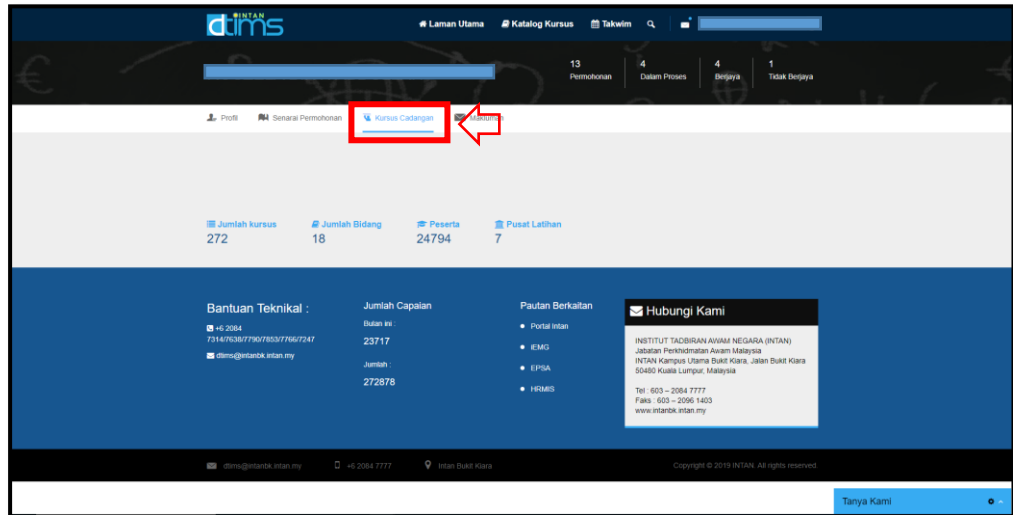 INTAN
dtims
Laman Utama
Katalog Kursus
Takwim
13
Permohonan
4
Dalam Proses
4
Berjaya
1
Tidak Berjaya
Profil
Senarai Permohonan
Kursus Cadangan
Makluman
Jumlah kursus
272
Jumlah Bidang
18
Peserta
24794
Pusat Latihan
7
Bantuan Teknikal :
+6 2084
7314/7638/7790/7853/7766/7247
dtims@intanbk.intan.my
Jumlah Capaian
Bulan ini :
23717
Jumlah :
272878
Pautan Berkaitan
Portal Intan
IEMG
EPSA
HRMIS
Hubungi Kami
INSTITUT TADBIRAN AWAM NEGARA (INTAN)
Jabatan Perkhidmatan Awam Malaysia
INTAN Kampus Utama Bukit Kiara, Jalan Bukit Kiara
50480 Kuala Lumpur, Malaysia
Tel : 603 – 2084 7777
Faks : 603 – 2096 1403
www.intanbk.intan.my
dtims@intanbk.intan.my
+6 2084 7777
Intan Bukit Kiara
Copyright © 2019 INTAN. All rights reserved.
Tanya Kami